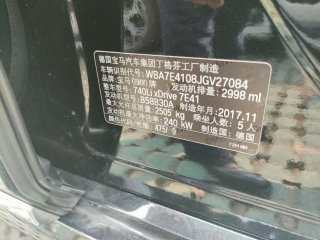 德国宝马汽车集团丁格芬工厂制造
车辆识别代号: WBA7E4108JGV27084
发动机排量: 2998 ml
品牌: 宝马(BMW)牌
型号: 740Li xDrive 7E41
发动机型号: B58B30A
制造年月: 2017.11
最大允许总质量: 2505 kg
乘坐人数: 5 人
发动机最大净功率: 240 kW
制造国: 德国
475/9